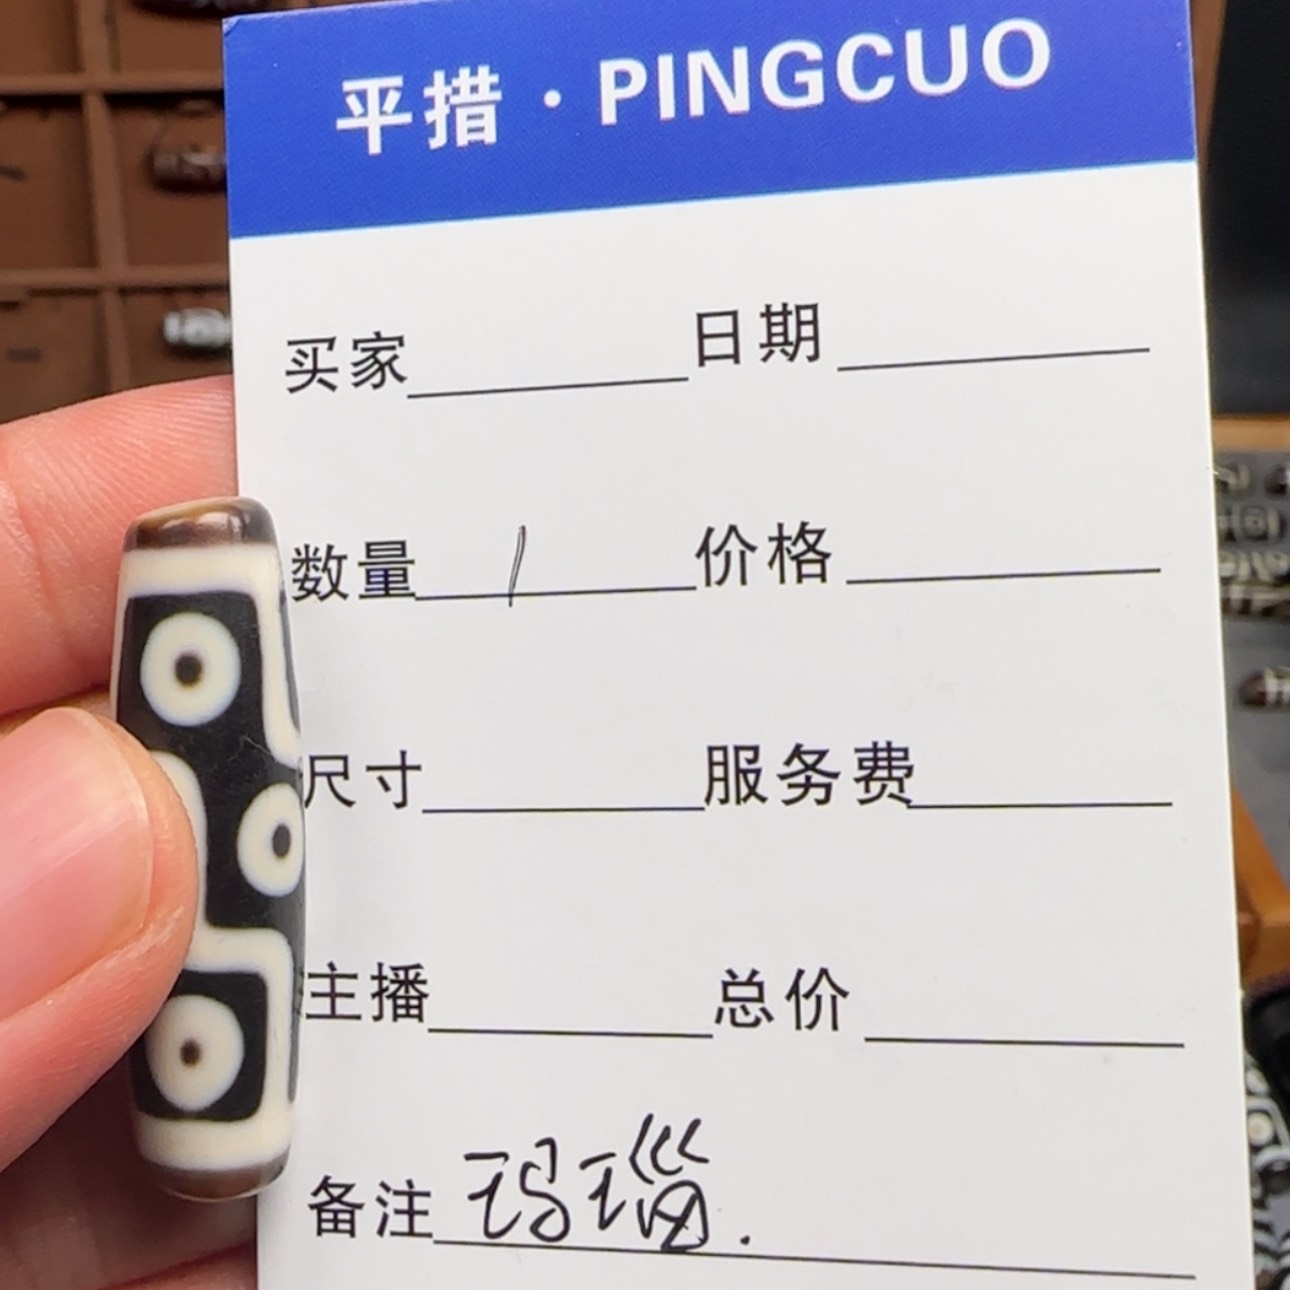 平措·PINGCUO
买家 日期
数量 1 价格
尺寸 服务费
主播 总价
备注 玛瑙.